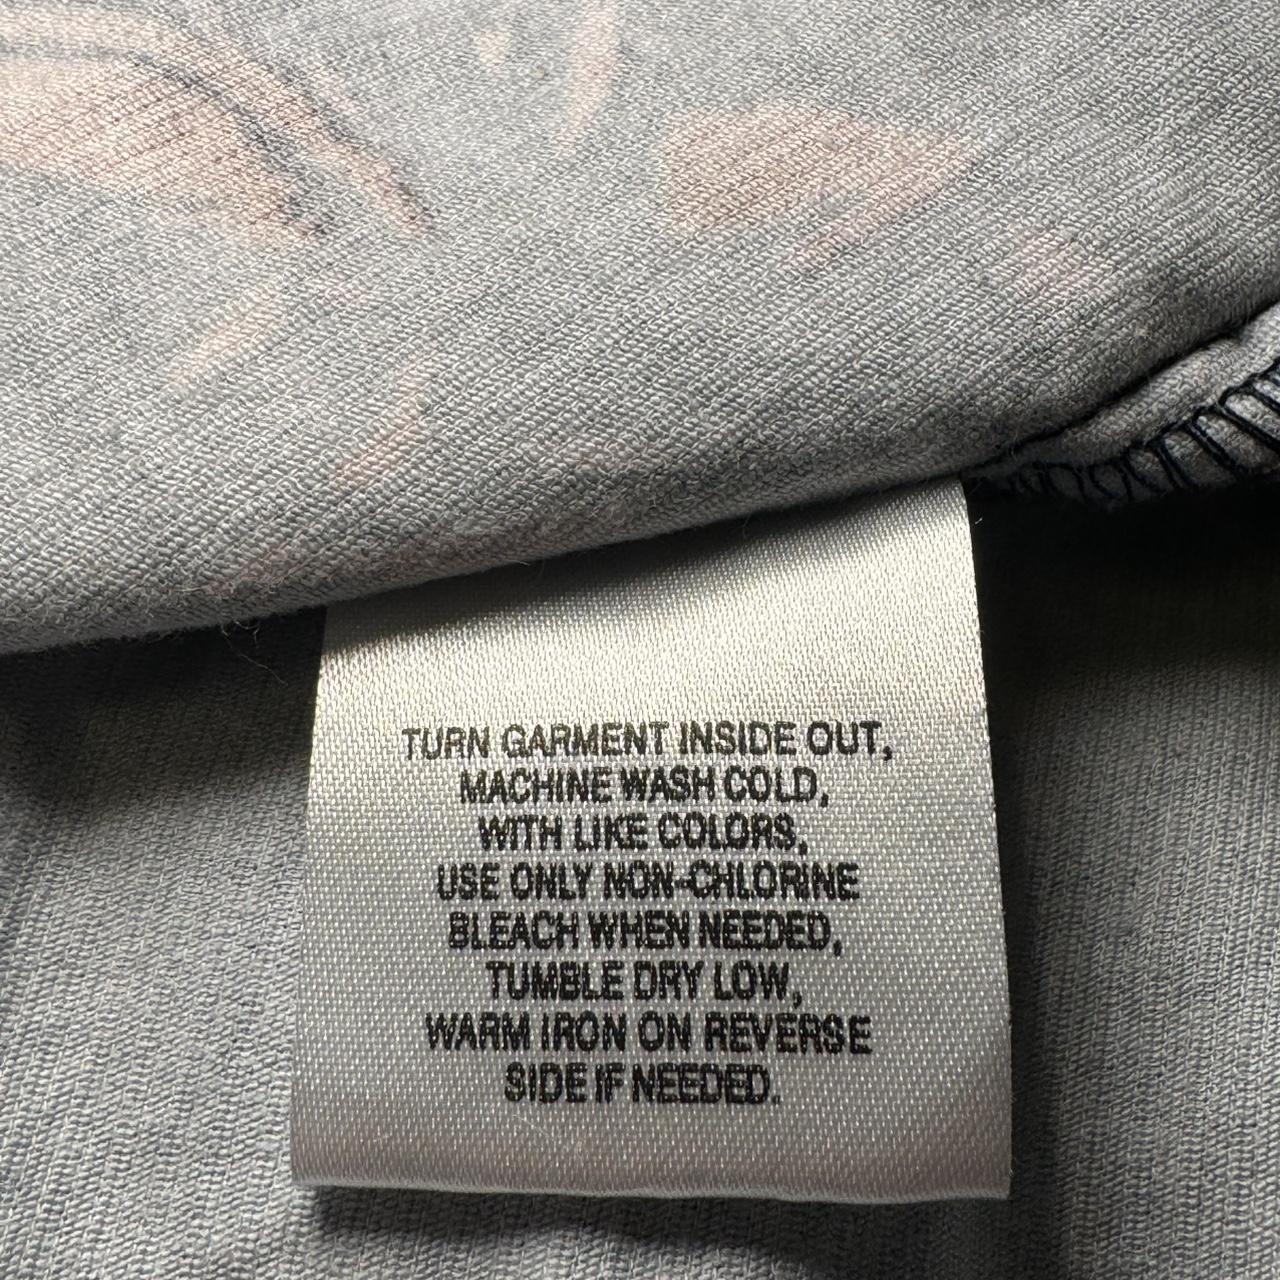 TURN GARMENT INSIDE OUT,
MACHINE WASH COLD,
WITH LIKE COLORS,
USE ONLY NON-CHLORINE
BLEACH WHEN NEEDED,
TUMBLE DRY LOW,
WARM IRON ON REVERSE
SIDE IF NEEDED.